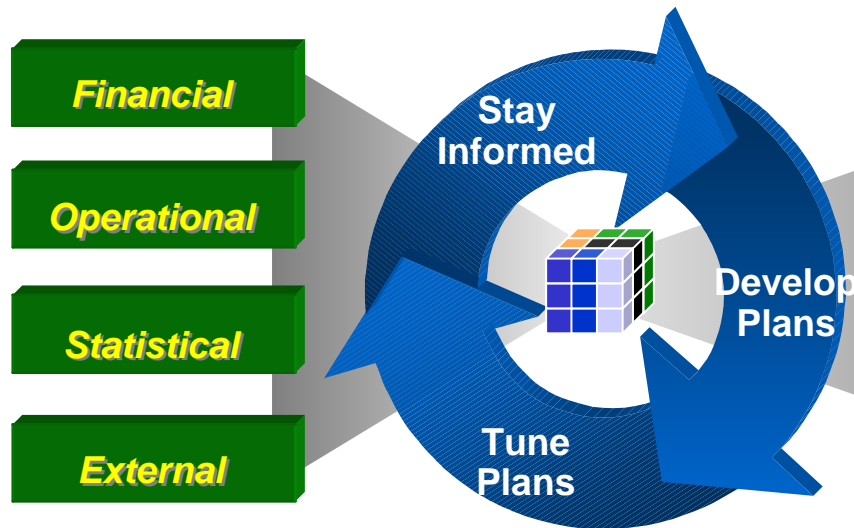 Financial
Operational
Statistical
External
Stay
Informed
Develop
Plans
Tune
Plans